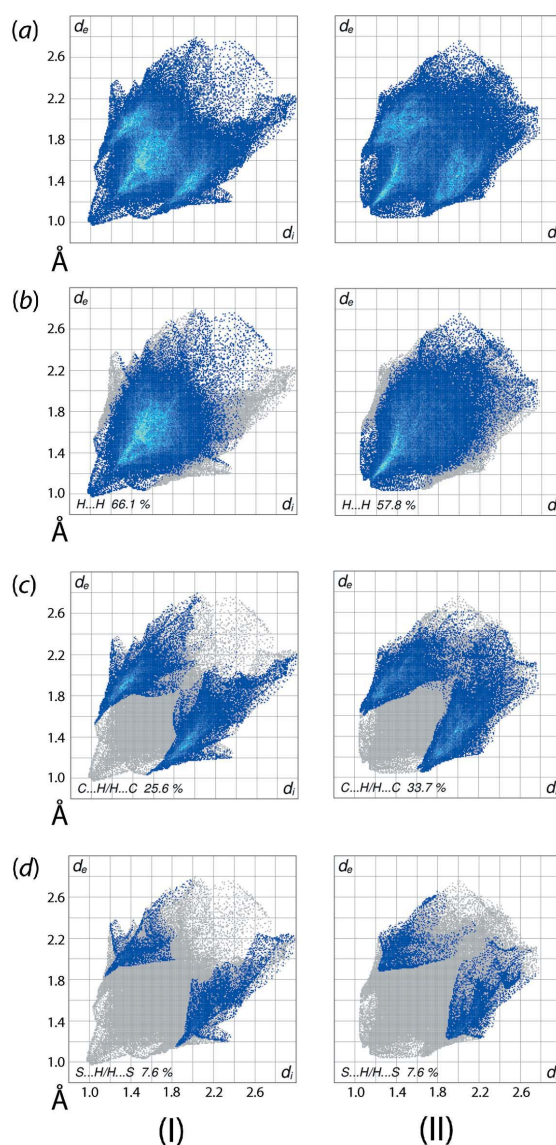 (a)
dₑ
dₑ
2.6
2.2
1.8
1.4
1.0
dᵢ
d
Å
(b)
dₑ
dₑ
2.6
2.2
1.8
1.4
1.0
H...H 66.1 %
dᵢ
H...H 57.8 %
d
Å
(c)
dₑ
dₑ
2.6
2.2
1.8
1.4
1.0
C...H/H...C 25.6 %
dᵢ
C...H/H...C 33.7 %
d
Å
(d)
dₑ
dₑ
2.6
2.2
1.8
1.4
1.0
S...H/H...S 7.6 %
dᵢ
S...H/H...S 7.6 %
d
Å
1.0 1.4 1.8 2.2 2.6
1.0 1.4 1.8 2.2 2.6
(I)
(II)